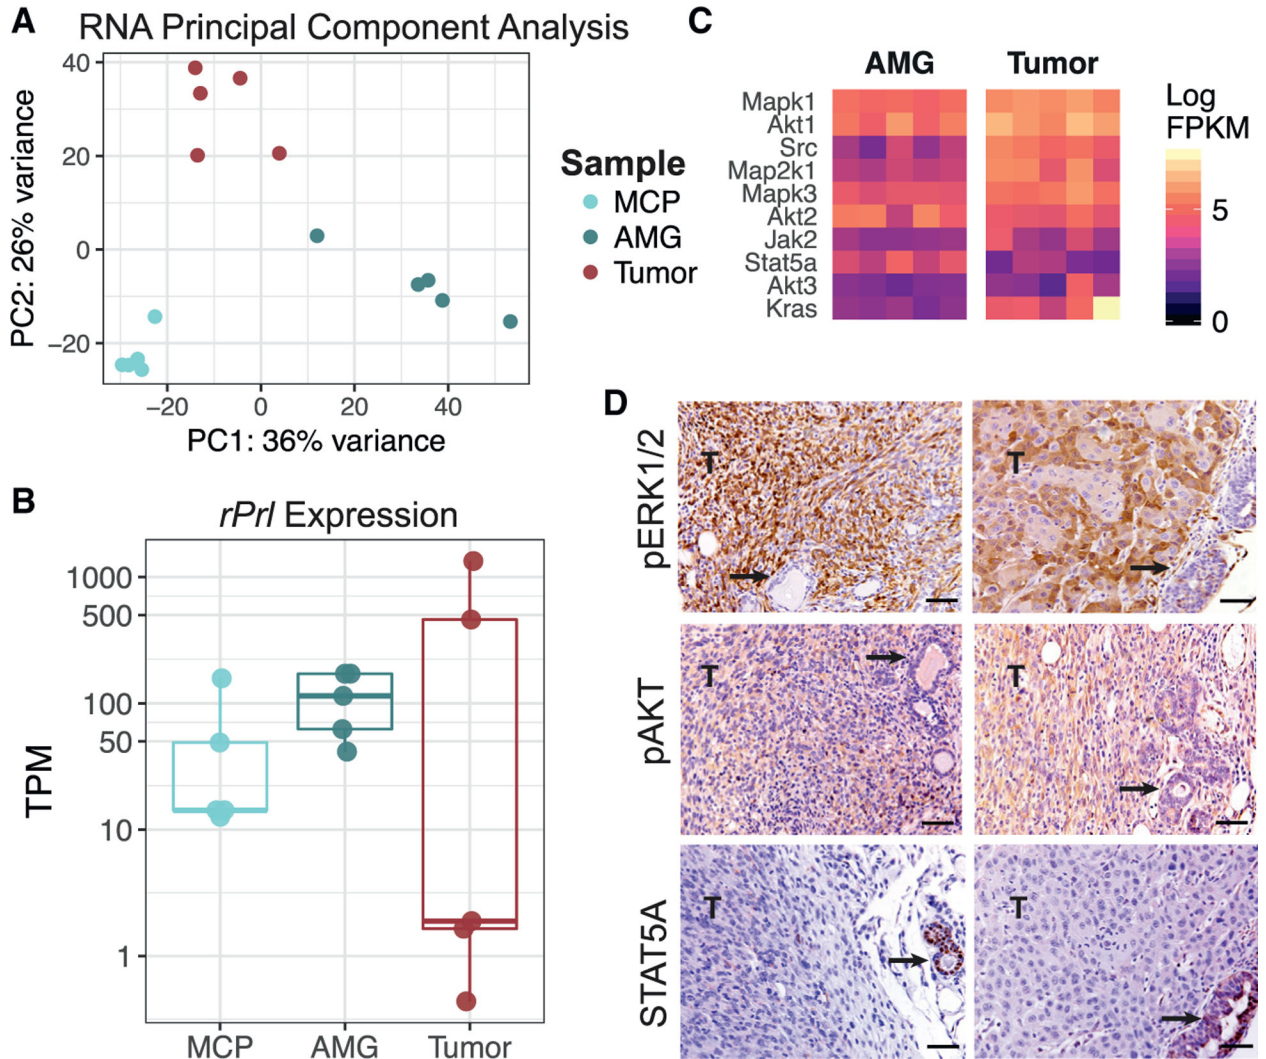 A
RNA Principal Component Analysis
40
20
0
−20
PC2: 26% variance
−20 0 20 40
PC1: 36% variance
Sample
MCP
AMG
Tumor
B
rPrl Expression
1000
500
100
50
10
1
TPM
MCP AMG Tumor
C
AMG Tumor
Mapk1
Akt1
Src
Map2k1
Mapk3
Akt2
Jak2
Stat5a
Akt3
Kras
Log
FPKM
5
0
D
pERK1/2
T T
pAKT
T T
STAT5A
T T